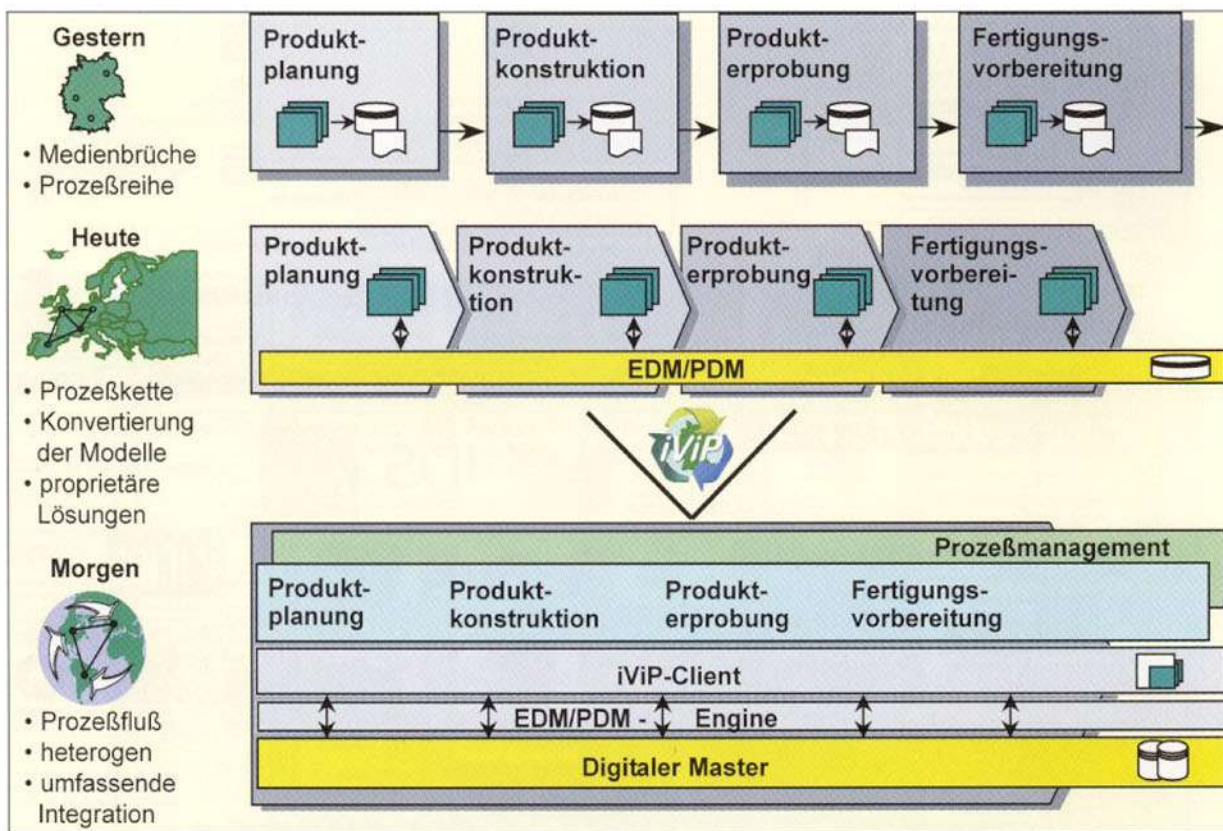 Gestern
• Medienbrüche
• Prozeßreihe
Produkt-
planung
Produkt-
konstruktion
Produkt-
erprobung
Fertigungs-
vorbereitung
Heute
• Prozeßkette
• Konvertierung
der Modelle
• proprietäre
Lösungen
Produkt-
planung
Produkt-
konstruk-
tion
Produkt-
erprobung
Fertigungs-
vorberei-
tung
EDM/PDM
iViP
Morgen
• Prozeßfluß
• heterogen
• umfassende
Integration
Prozeßmanagement
Produkt-
planung
Produkt-
konstruktion
Produkt-
erprobung
Fertigungs-
vorbereitung
iViP-Client
EDM/PDM - Engine
Digitaler Master